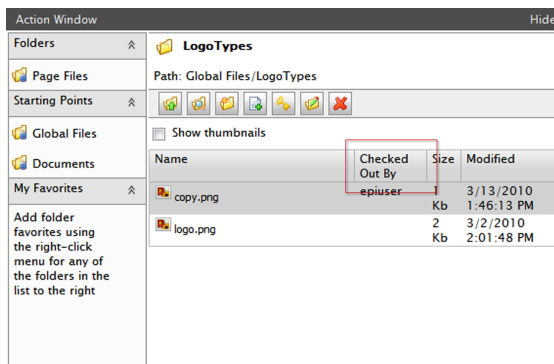 Action Window
Hide
Folders
Page Files
Starting Points
Global Files
Documents
My Favorites
Add folder
favorites using
the right-click
menu for any of
the folders in the
list to the right
LogoTypes
Path: Global Files/LogoTypes
Show thumbnails
Name Checked Out By Size Modified
copy.png epiuser 1 Kb 3/13/2010 1:46:13 PM
logo.png 2 Kb 3/2/2010 2:01:48 PM